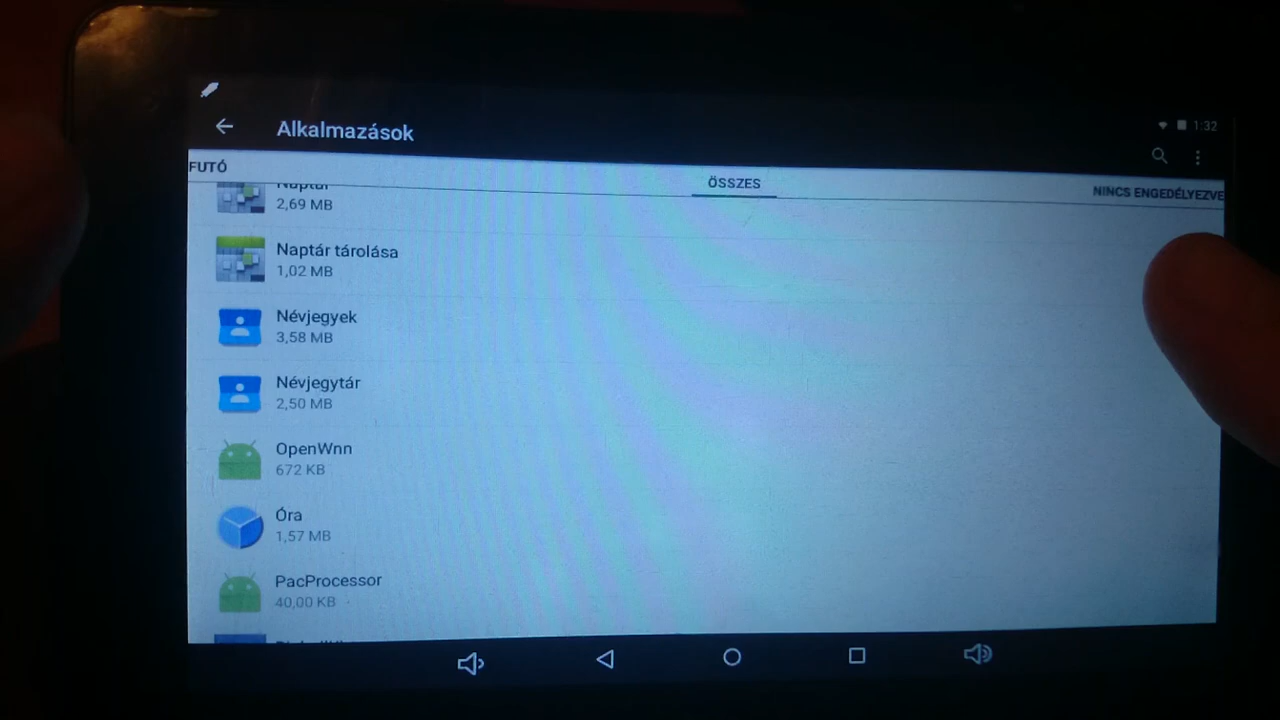 Alkalmazások
1:32
FUTÓ
ÖSSZES
NINCS ENGEDÉLYEZVE
Naptár
2,69 MB
Naptár tárolása
1,02 MB
Névjegyek
3,58 MB
Névjegytár
2,50 MB
OpenWnn
672 KB
Óra
1,57 MB
PacProcessor
40,00 KB